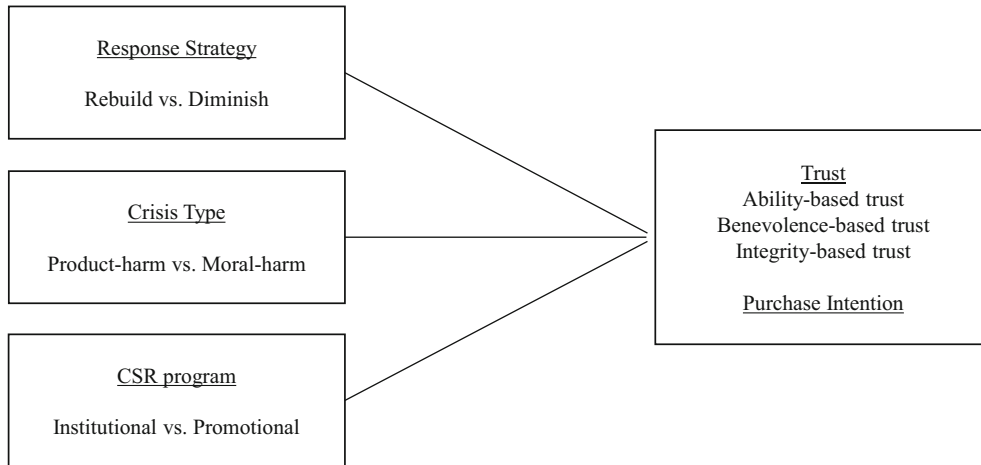 Response Strategy
Rebuild vs. Diminish
Crisis Type
Product-harm vs. Moral-harm
CSR program
Institutional vs. Promotional
Trust
Ability-based trust
Benevolence-based trust
Integrity-based trust
Purchase Intention